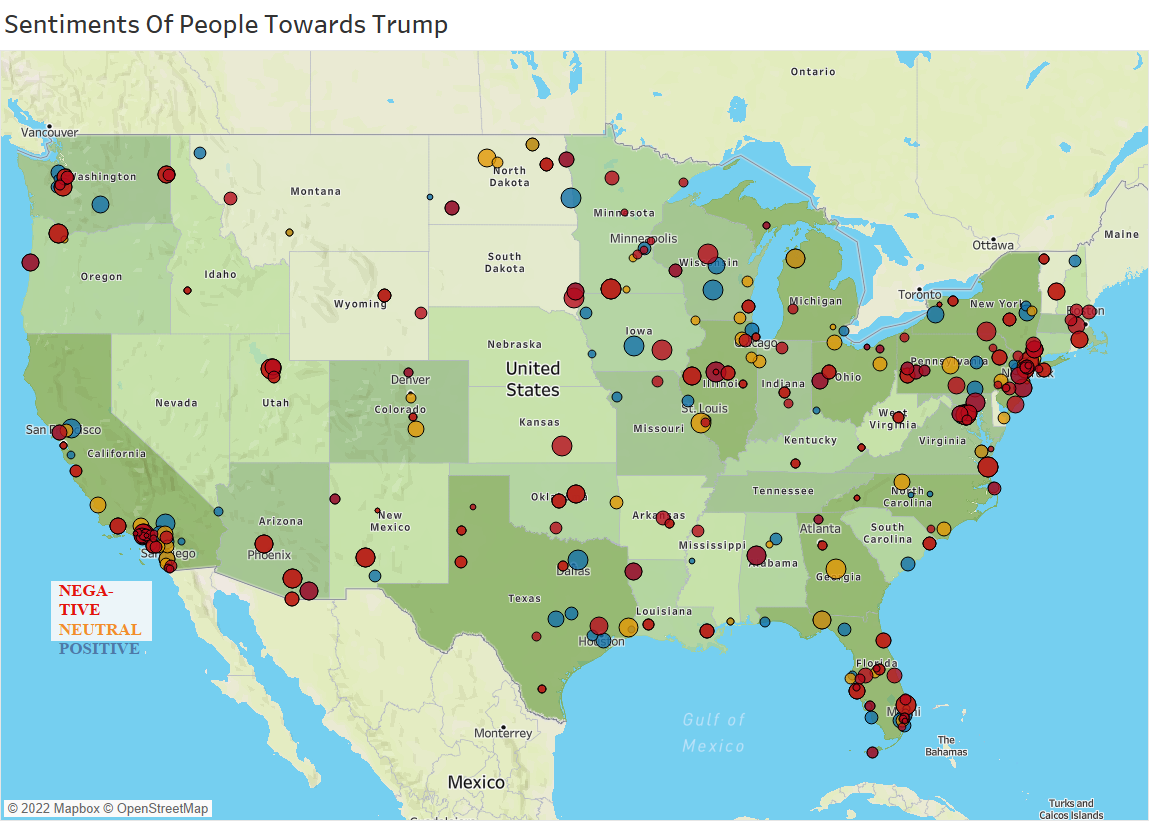 Sentiments Of People Towards Trump
Ontario
Vancouver
Washington
Montana
North
Dakota
Minnesota
Ottawa
Maine
Minneapolis
Wisconsin
South
Dakota
Oregon
Idaho
Toronto
Michigan
New York
Boston
Wyoming
Iowa
Chicago
Nebraska
United
States
Pennsylvania
Denver
Illinois
Indiana
Ohio
Nevada
Utah
Colorado
St. Louis
West
Virginia
San
sco
Kansas
Missouri
Kentucky
Virginia
California
Tennessee
North
Carolina
Oklahoma
Arkansas
Arizona
New
Mexico
Atlanta
South
Carolina
Mississippi
Phoenix
San Diego
Dallas
Alabama
Georgia
NEGA-
TIVE
NEUTRAL
POSITIVE
Texas
Louisiana
Houston
Florida
Miami
Gulf of
Mexico
Monterrey
The
Bahamas
Mexico
Turks and
Caicos Islands
© 2022 Mapbox © OpenStreetMap